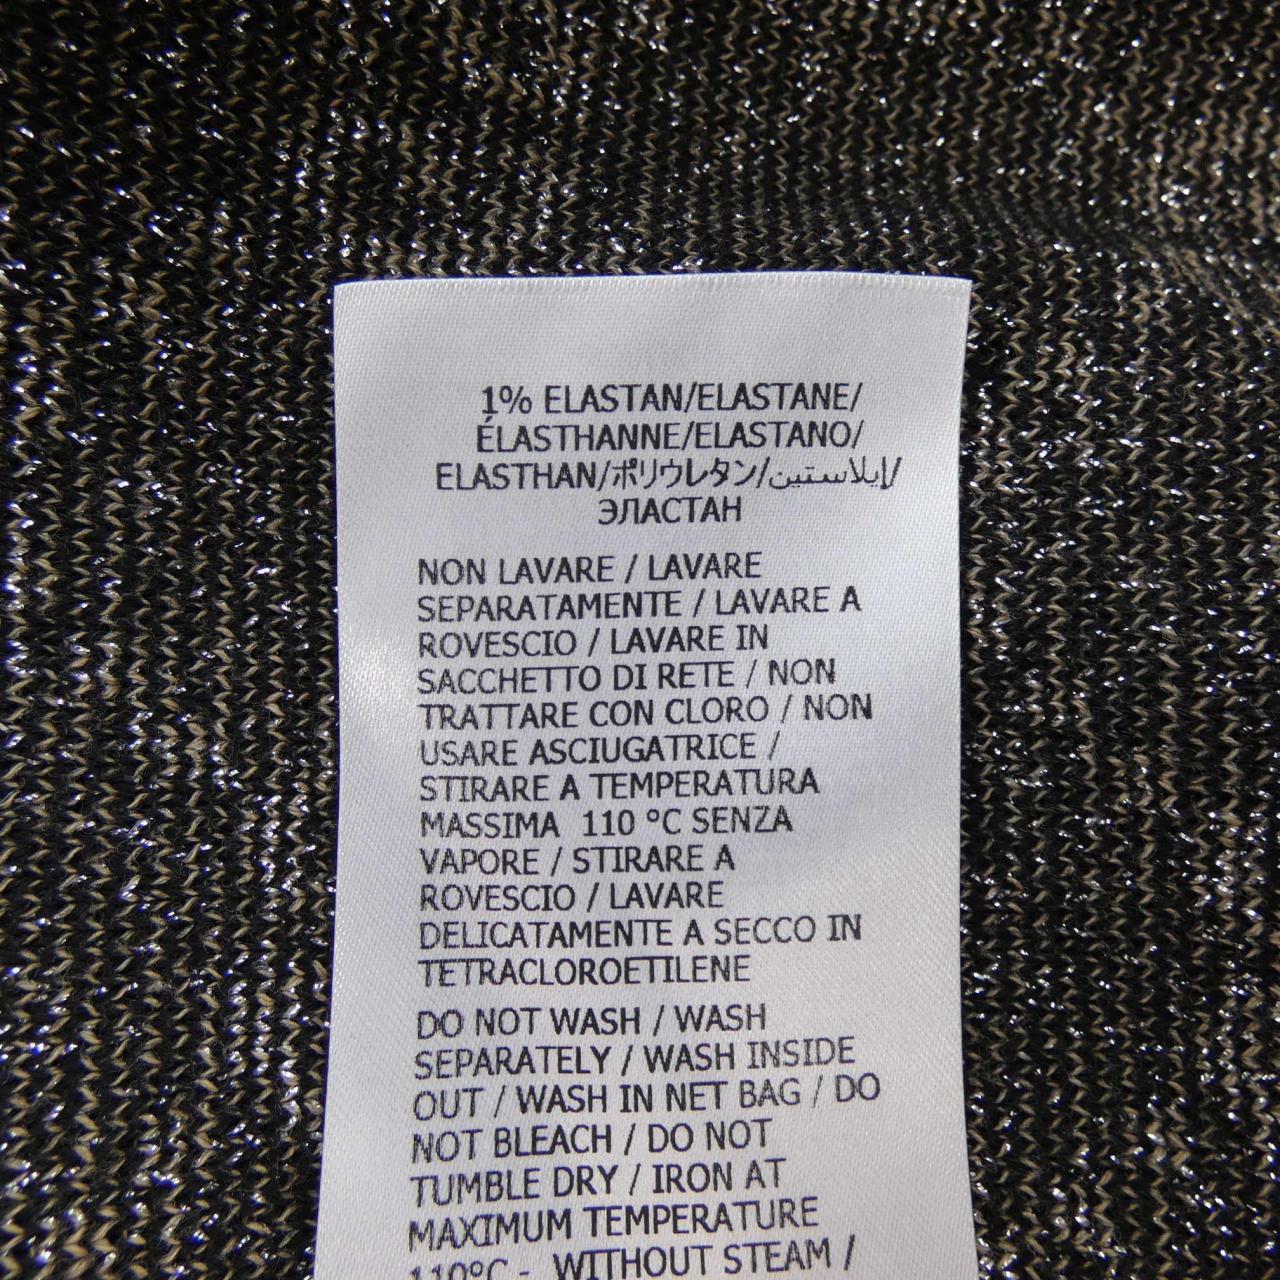 1% ELASTAN/ELASTANE/
ÉLASTHANNE/ELASTANO/
ELASTHAN/ポリウレタン/إيلاستين/
ЭЛАСТАН
NON LAVARE / LAVARE
SEPARATAMENTE / LAVARE A
ROVESCIO / LAVARE IN
SACCHETTO DI RETE / NON
TRATTARE CON CLORO / NON
USARE ASCIUGATRICE /
STIRARE A TEMPERATURA
MASSIMA 110 °C SENZA
VAPORE / STIRARE A
ROVESCIO / LAVARE
DELICATAMENTE A SECCO IN
TETRACLOROETILENE
DO NOT WASH / WASH
SEPARATELY / WASH INSIDE
OUT / WASH IN NET BAG / DO
NOT BLEACH / DO NOT
TUMBLE DRY / IRON AT
MAXIMUM TEMPERATURE
110°C - WITHOUT STEAM /